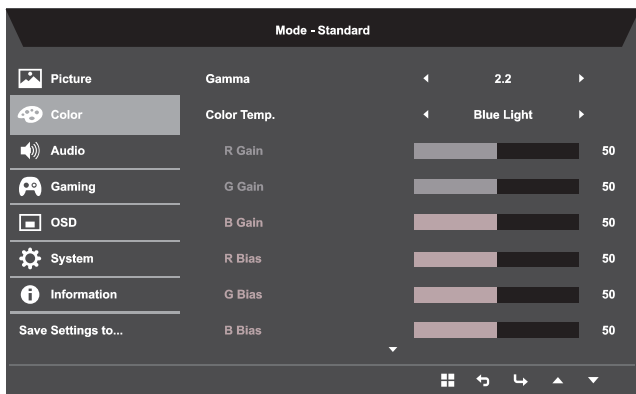 Mode - Standard
Picture Gamma 2.2
Color Color Temp. Blue Light
Audio R Gain 50
Gaming G Gain 50
OSD B Gain 50
System R Bias 50
Information G Bias 50
Save Settings to... B Bias 50